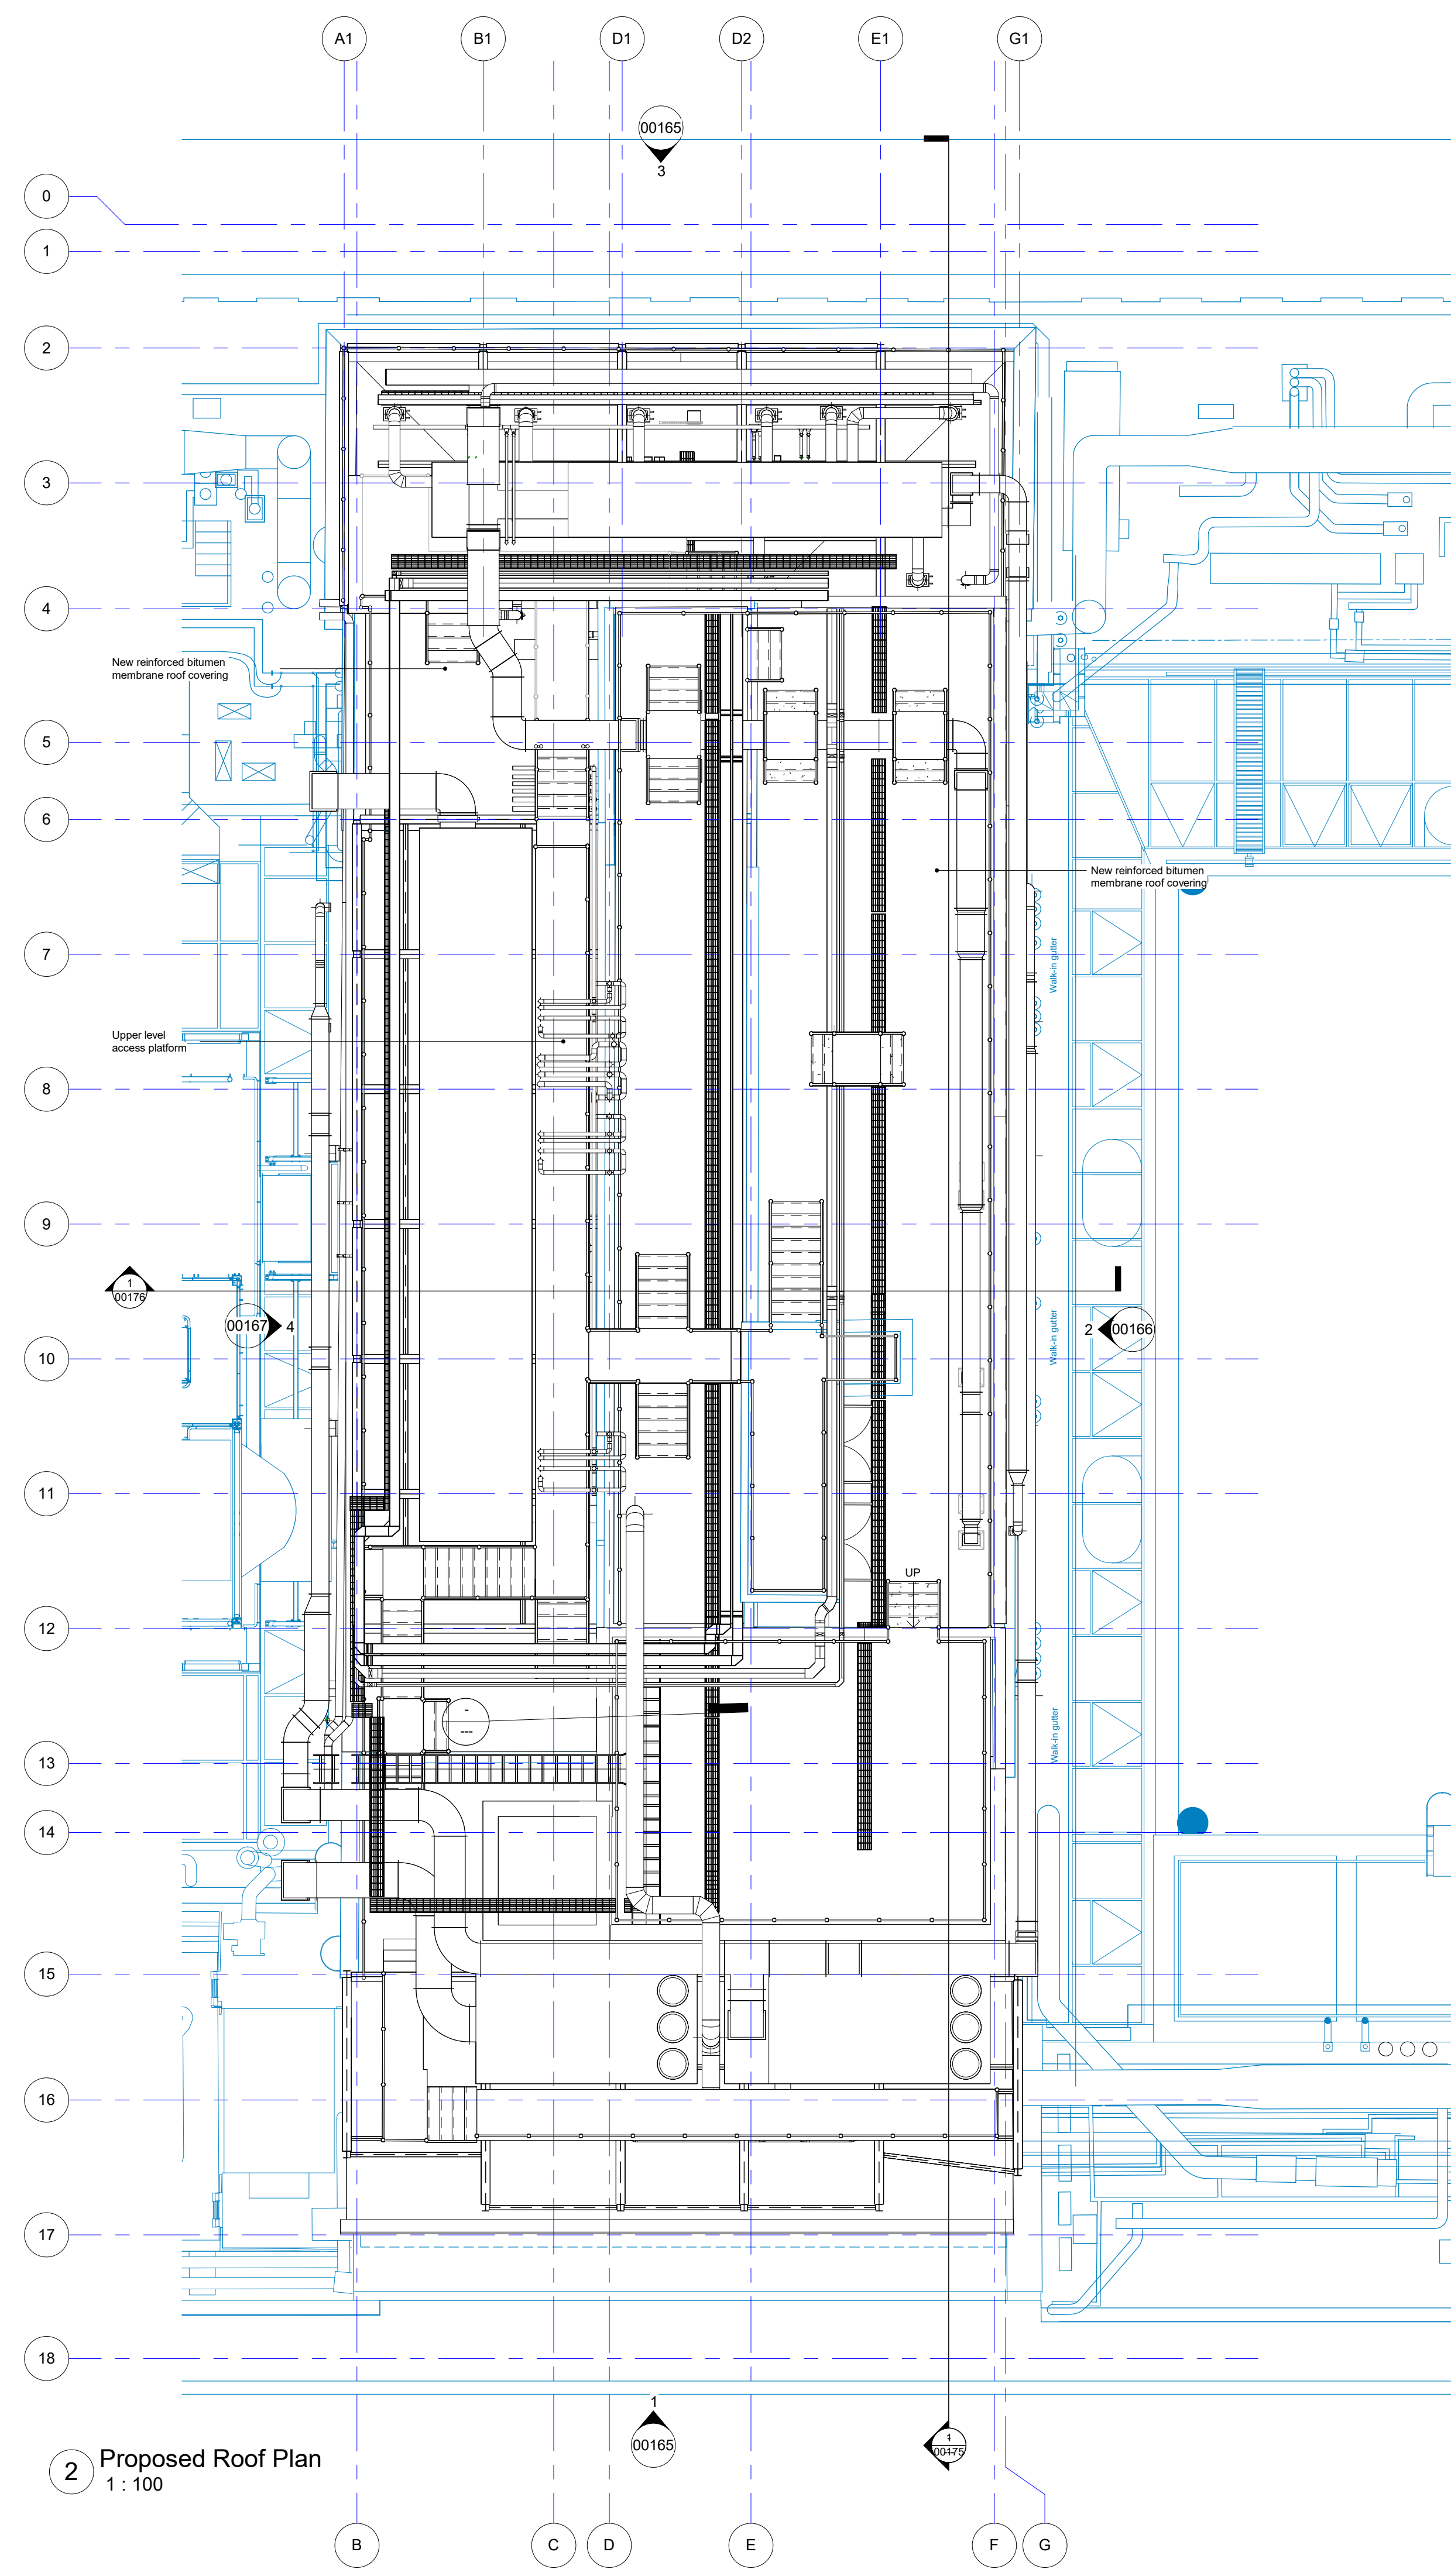 A1
B1
D1
D2
E1
G1
00165
3
0
1
2
3
4
New reinforced bitumen
membrane roof covering
5
6
New reinforced bitumen
membrane roof covering
7
Walk-in gutter
Upper level
access platform
8
9
1
00176
00167
4
2
00166
Walk-in gutter
10
11
UP
12
-
---
Walk-in gutter
13
14
15
16
17
18
1
00165
1
00175
2
Proposed Roof Plan
1 : 100
B
C
D
E
F
G